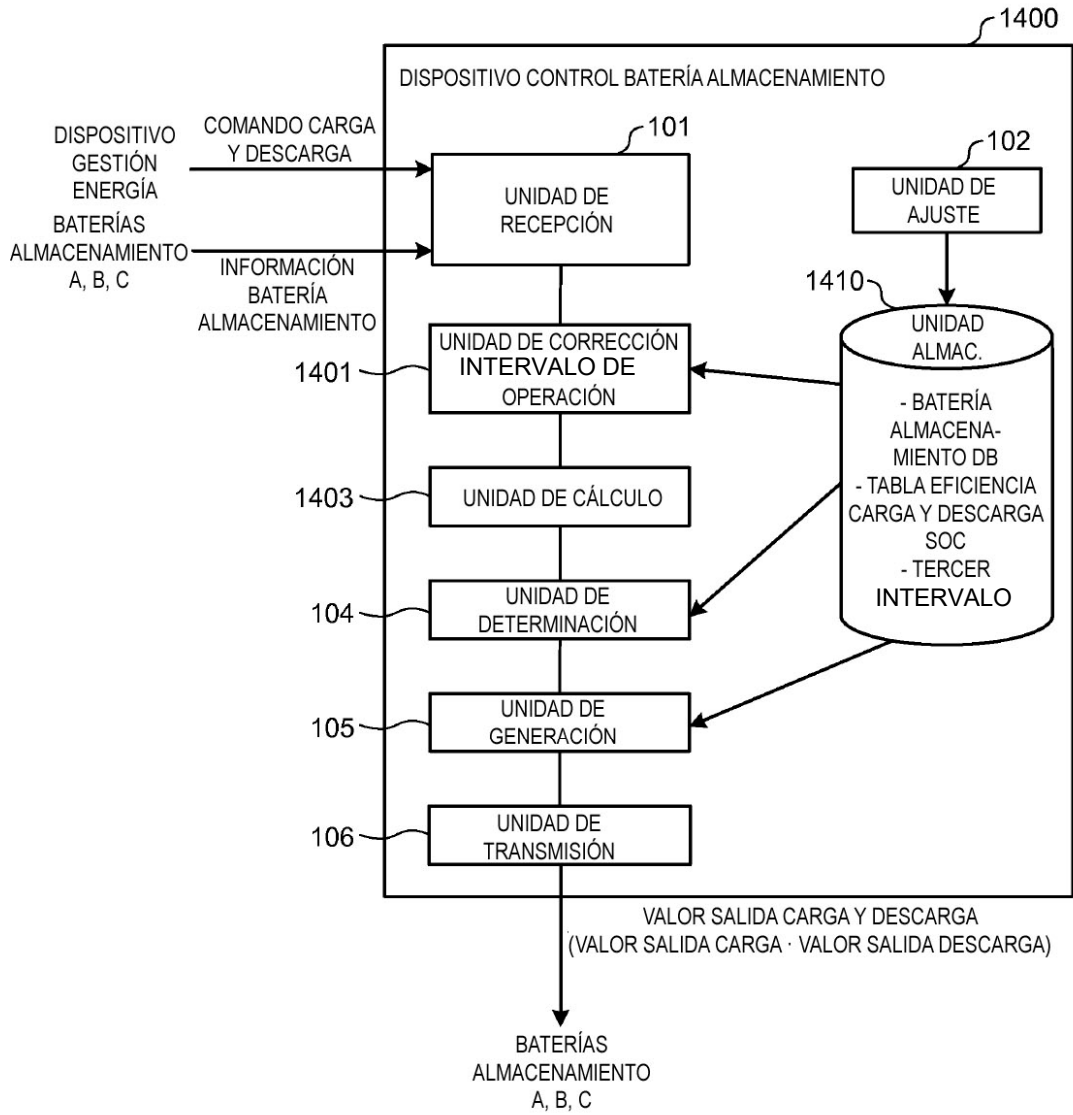 1400
DISPOSITIVO CONTROL BATERÍA ALMACENAMIENTO
COMANDO CARGA
Y DESCARGA
DISPOSITIVO
GESTIÓN
ENERGÍA
101
UNIDAD DE
RECEPCIÓN
102
UNIDAD DE
AJUSTE
BATERÍAS
ALMACENAMIENTO
A, B, C
INFORMACIÓN
BATERÍA
ALMACENAMIENTO
1410
UNIDAD
ALMAC.
- BATERÍA
ALMACENA-
MIENTO DB
- TABLA EFICIENCIA
CARGA Y DESCARGA
SOC
- TERCER
INTERVALO
1401
UNIDAD DE CORRECCIÓN
INTERVALO DE
OPERACIÓN
1403
UNIDAD DE CÁLCULO
104
UNIDAD DE
DETERMINACIÓN
105
UNIDAD DE
GENERACIÓN
106
UNIDAD DE
TRANSMISIÓN
VALOR SALIDA CARGA Y DESCARGA
(VALOR SALIDA CARGA · VALOR SALIDA DESCARGA)
BATERÍAS
ALMACENAMIENTO
A, B, C